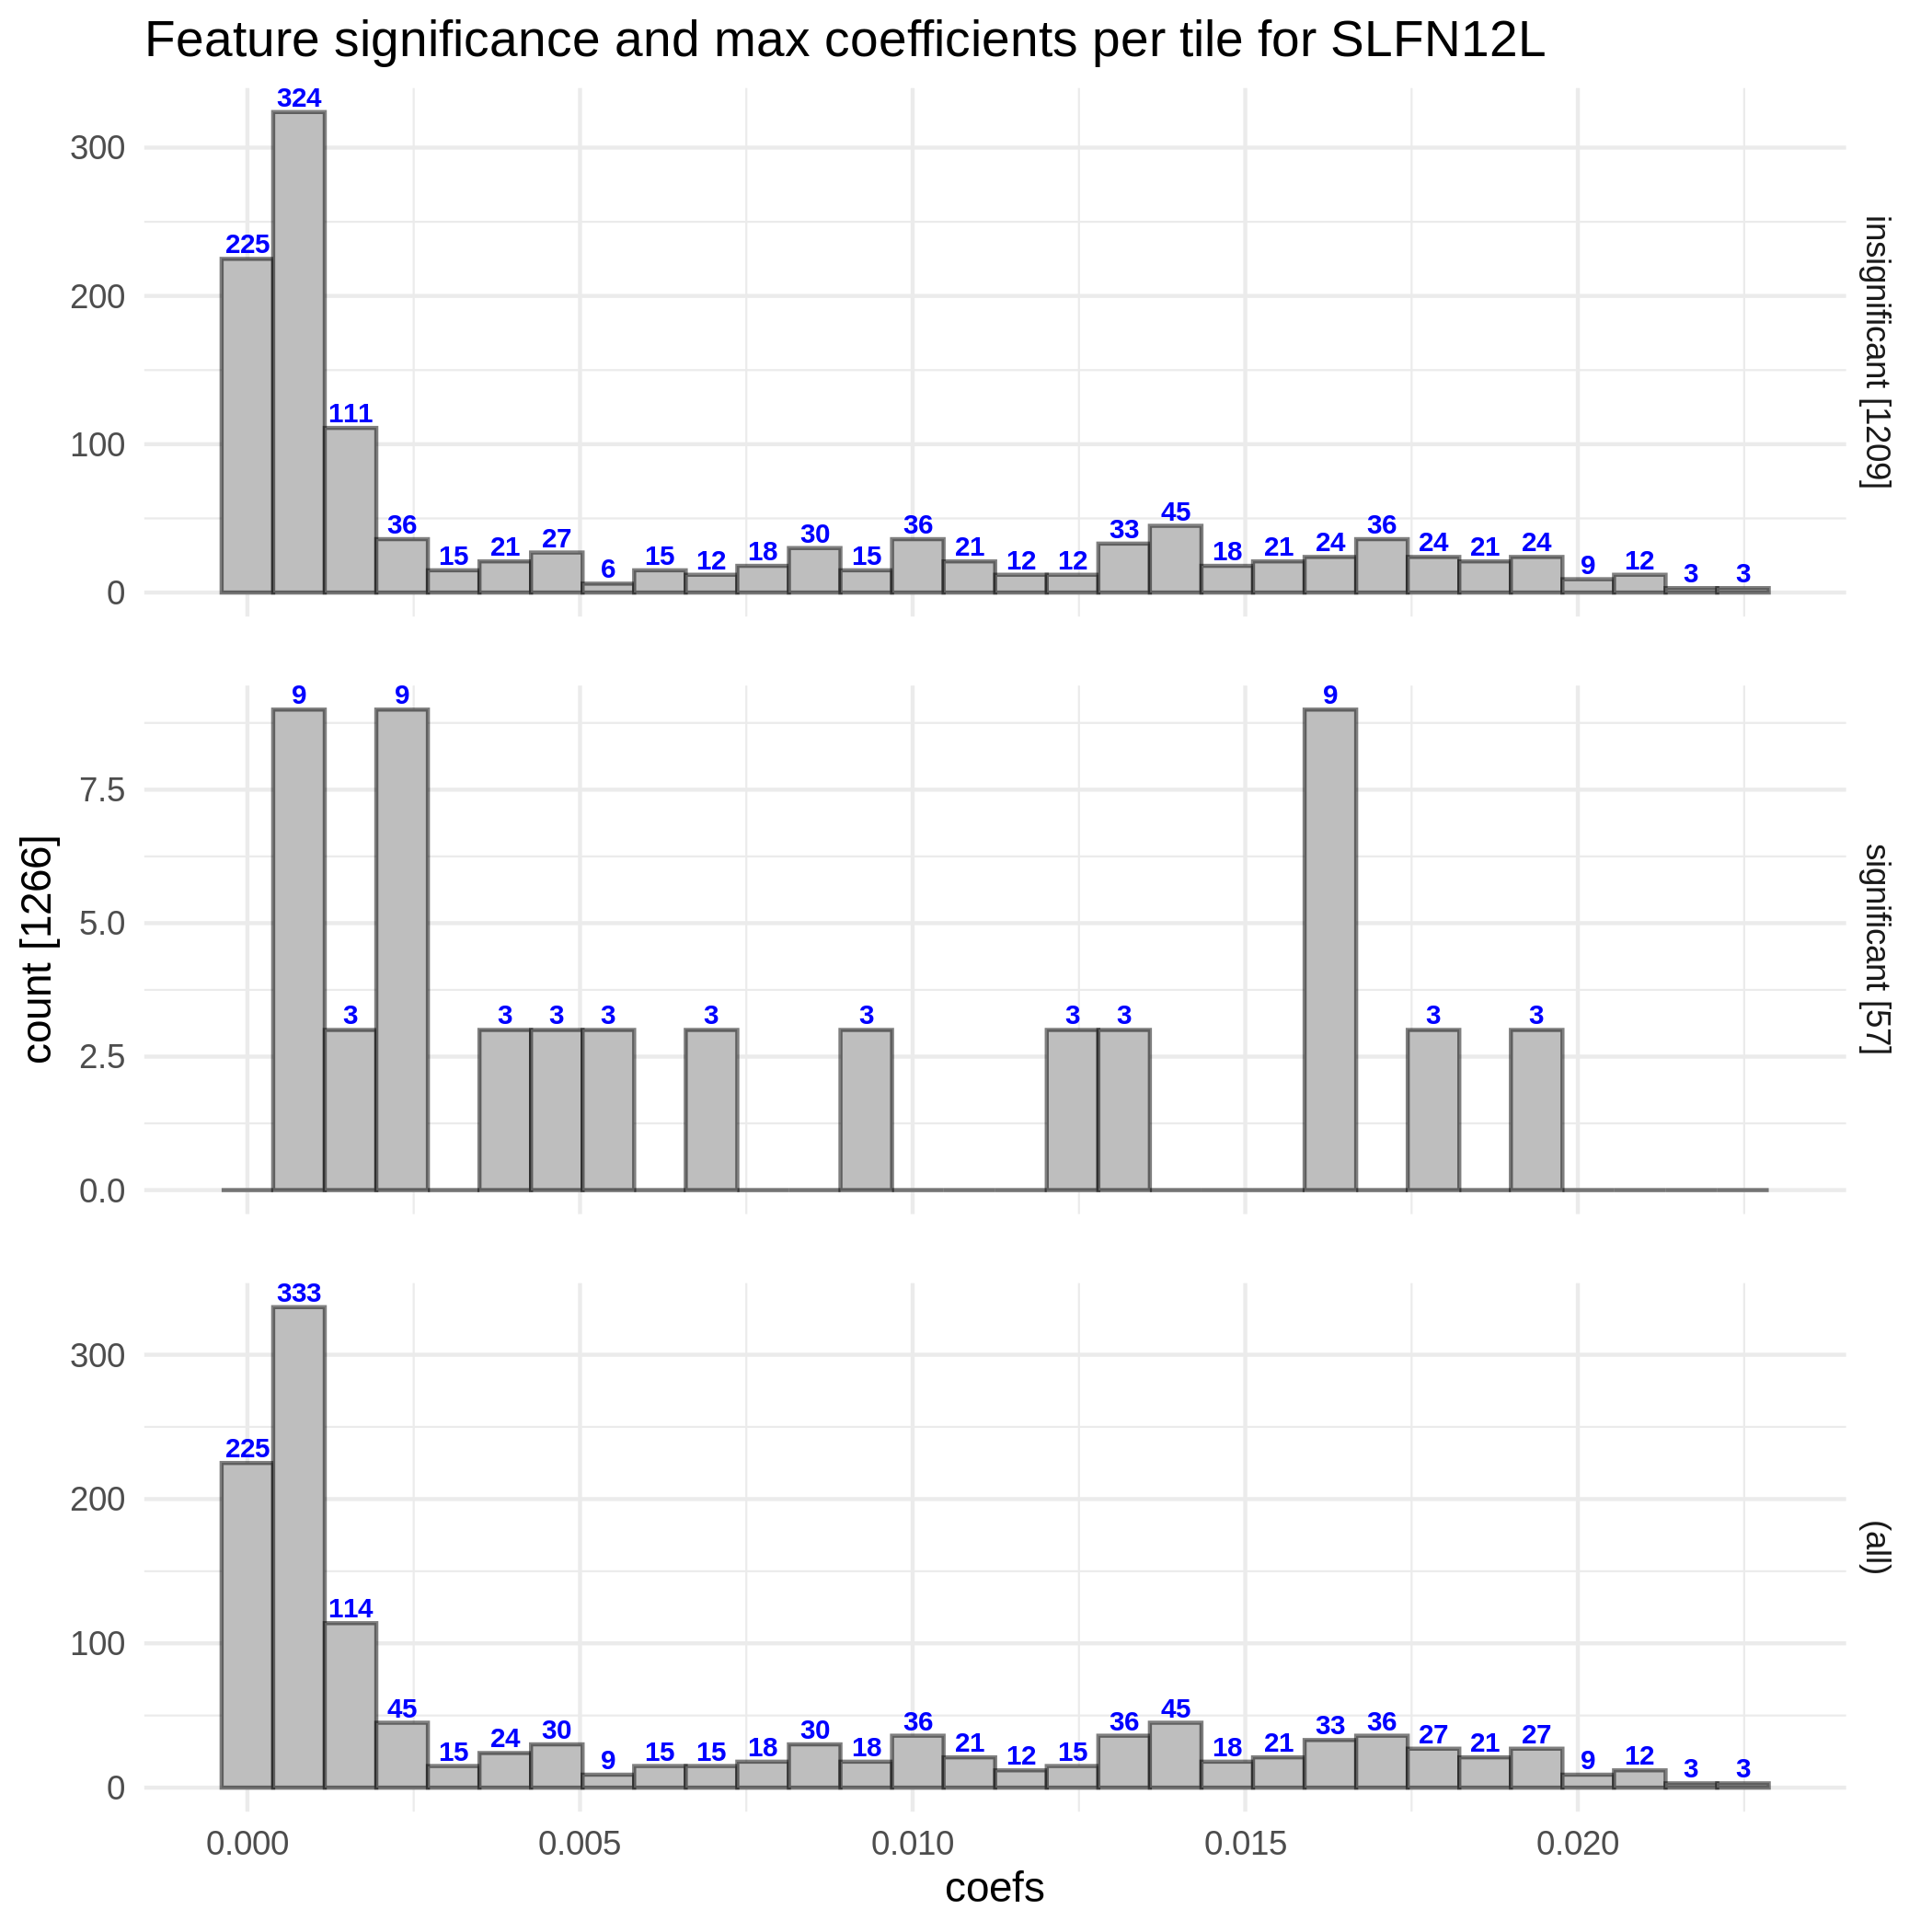 Feature significance and max coefficients per tile for SLFN12L
324
300
225
200
111
100
36 15 21 27 6 15 12 18 30 15 36 21 12 12 33 45 18 21 24 36 24 21 24 9 12 3 3
0
insignificant [1209]
9 9 9
7.5
5.0
3 3 3 3 3 3 3 3 3 3
2.5
0.0
significant [57]
count [1266]
333
300
225
200
114
100
45 15 24 30 9 15 15 18 30 18 36 21 12 15 36 45 18 21 33 36 27 21 27 9 12 3 3
0
(all)
0.000 0.005 0.010 0.015 0.020
coefs